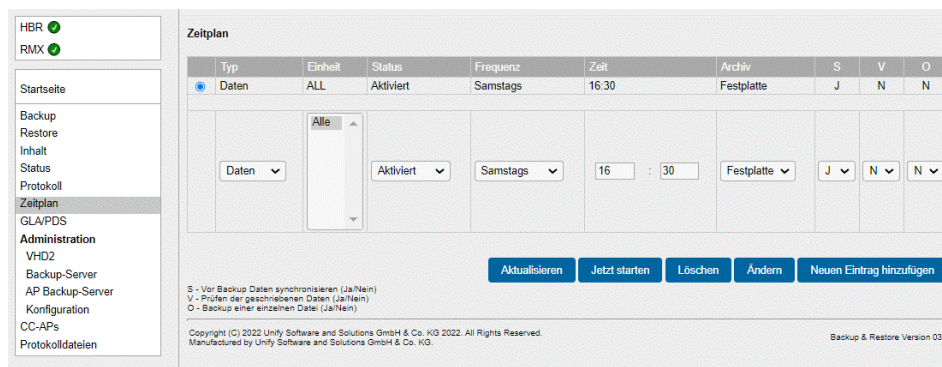 HBR
RMX
Startseite
Backup
Restore
Inhalt
Status
Protokoll
Zeitplan
GLA/PDS
Administration
VHD2
Backup-Server
AP Backup-Server
Konfiguration
CC-APs
Protokolldateien
Zeitplan
Typ Einheit Status Frequenz Zeit Archiv S V O
Daten ALL Aktiviert Samstags 16:30 Festplatte J N N
Alle
Daten Aktiviert Samstags 16 : 30 Festplatte J N N
Aktualisieren Jetzt starten Löschen Ändern Neuen Eintrag hinzufügen
S - Vor Backup Daten synchronisieren (Ja/Nein)
V - Prüfen der geschriebenen Daten (Ja/Nein)
O - Backup einer einzelnen Datei (Ja/Nein)
Copyright (C) 2022 Unify Software and Solutions GmbH & Co. KG 2022. All Rights Reserved.
Manufactured by Unify Software and Solutions GmbH & Co. KG.
Backup & Restore Version 03